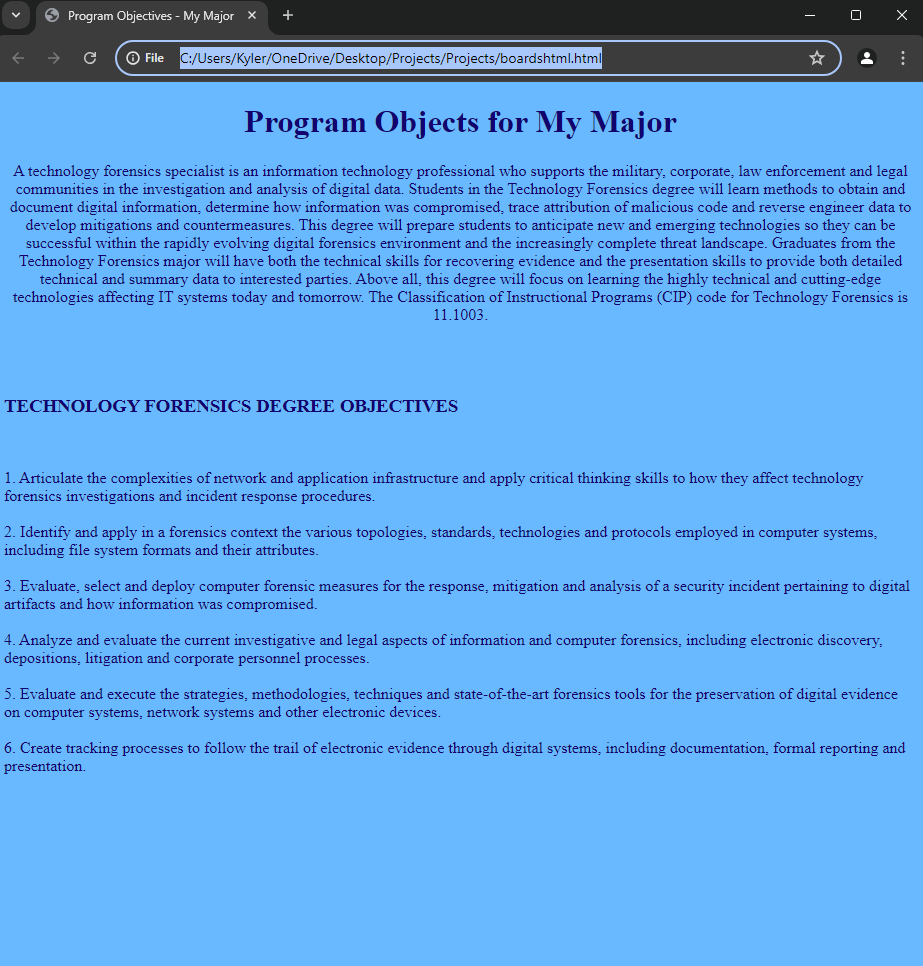 Program Objectives - My Major
File
C:/Users/Kyler/OneDrive/Desktop/Projects/Projects/boardshtml.html
Program Objects for My Major
A technology forensics specialist is an information technology professional who supports the military, corporate, law enforcement and legal
communities in the investigation and analysis of digital data. Students in the Technology Forensics degree will learn methods to obtain and
document digital information, determine how information was compromised, trace attribution of malicious code and reverse engineer data to
develop mitigations and countermeasures. This degree will prepare students to anticipate new and emerging technologies so they can be
successful within the rapidly evolving digital forensics environment and the increasingly complete threat landscape. Graduates from the
Technology Forensics major will have both the technical skills for recovering evidence and the presentation skills to provide both detailed
technical and summary data to interested parties. Above all, this degree will focus on learning the highly technical and cutting-edge
technologies affecting IT systems today and tomorrow. The Classification of Instructional Programs (CIP) code for Technology Forensics is
11.1003.
TECHNOLOGY FORENSICS DEGREE OBJECTIVES
1. Articulate the complexities of network and application infrastructure and apply critical thinking skills to how they affect technology
forensics investigations and incident response procedures.
2. Identify and apply in a forensics context the various topologies, standards, technologies and protocols employed in computer systems,
including file system formats and their attributes.
3. Evaluate, select and deploy computer forensic measures for the response, mitigation and analysis of a security incident pertaining to digital
artifacts and how information was compromised.
4. Analyze and evaluate the current investigative and legal aspects of information and computer forensics, including electronic discovery,
depositions, litigation and corporate personnel processes.
5. Evaluate and execute the strategies, methodologies, techniques and state-of-the-art forensics tools for the preservation of digital evidence
on computer systems, network systems and other electronic devices.
6. Create tracking processes to follow the trail of electronic evidence through digital systems, including documentation, formal reporting and
presentation.